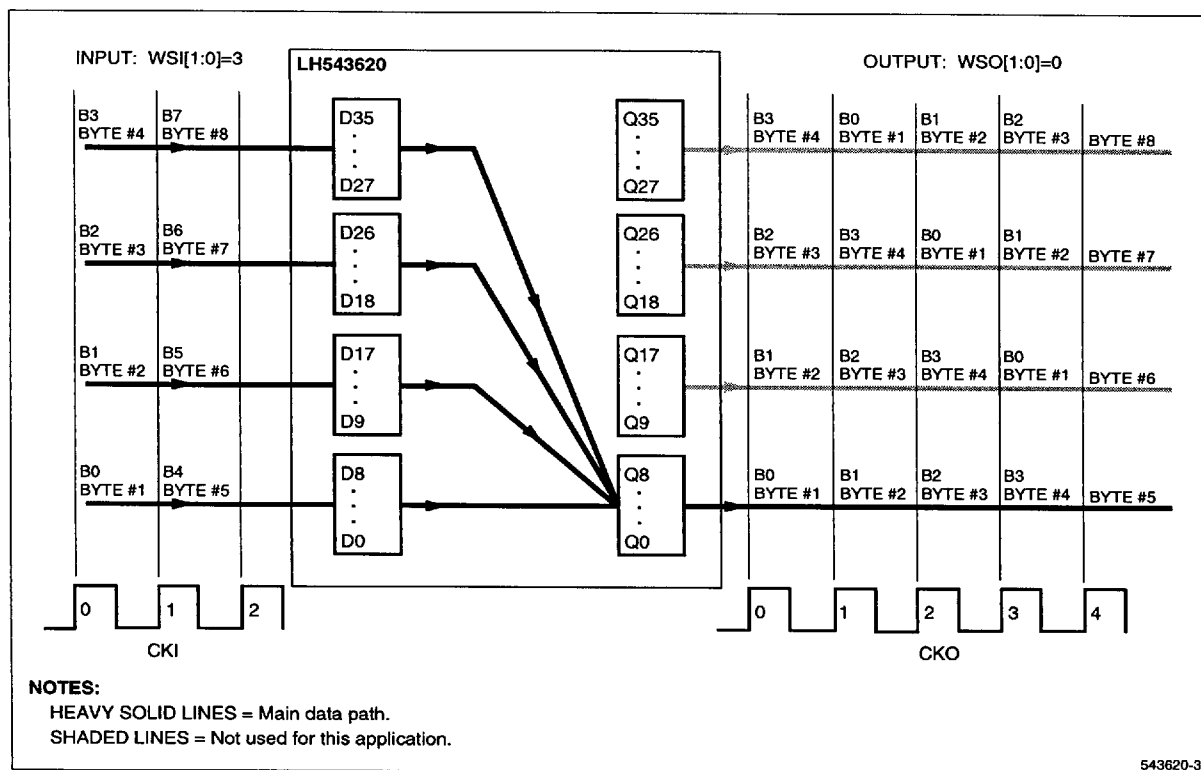 INPUT: WSI[1:0]=3
LH543620
OUTPUT: WSO[1:0]=0
B3 B7
BYTE #4 BYTE #8
D35
D27
Q35
Q27
B3 B0 B1 B2
BYTE #4 BYTE #1 BYTE #2 BYTE #3 BYTE #8
B2 B6
BYTE #3 BYTE #7
D26
D18
Q26
Q18
B2 B3 B0 B1
BYTE #3 BYTE #4 BYTE #1 BYTE #2 BYTE #7
B1 B5
BYTE #2 BYTE #6
D17
D9
Q17
Q9
B1 B2 B3 B0
BYTE #2 BYTE #3 BYTE #4 BYTE #1 BYTE #6
B0 B4
BYTE #1 BYTE #5
D8
D0
Q8
Q0
B0 B1 B2 B3
BYTE #1 BYTE #2 BYTE #3 BYTE #4 BYTE #5
0 1 2
CKI
0 1 2 3 4
CKO
NOTES:
HEAVY SOLID LINES = Main data path.
SHADED LINES = Not used for this application.
543620-3